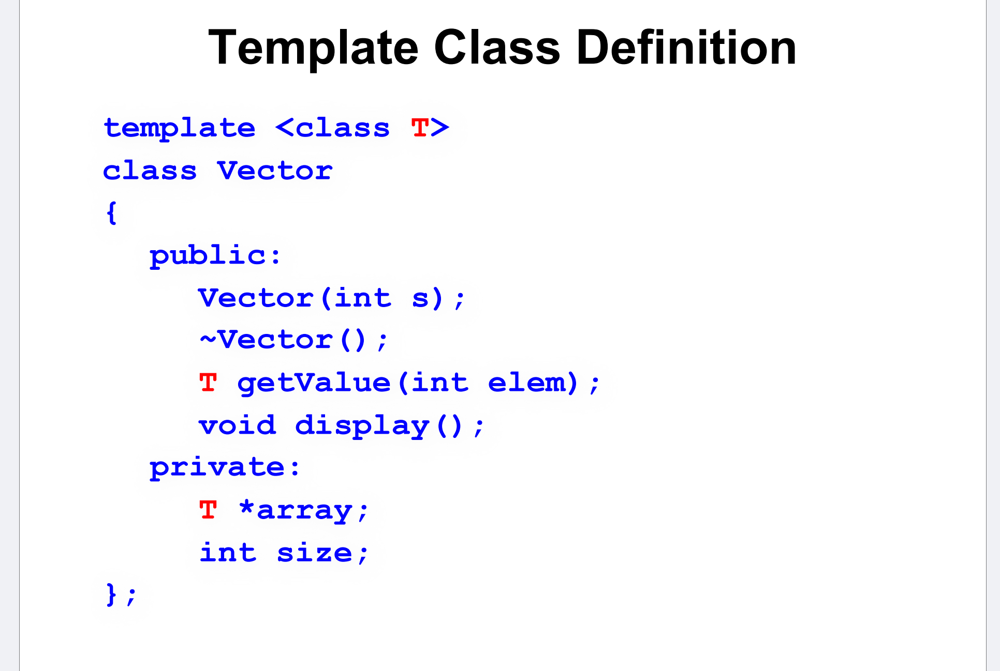 Template Class Definition
template <class T>
class Vector
{
public:
Vector(int s);
~Vector();
T getValue(int elem);
void display();
private:
T *array;
int size;
};